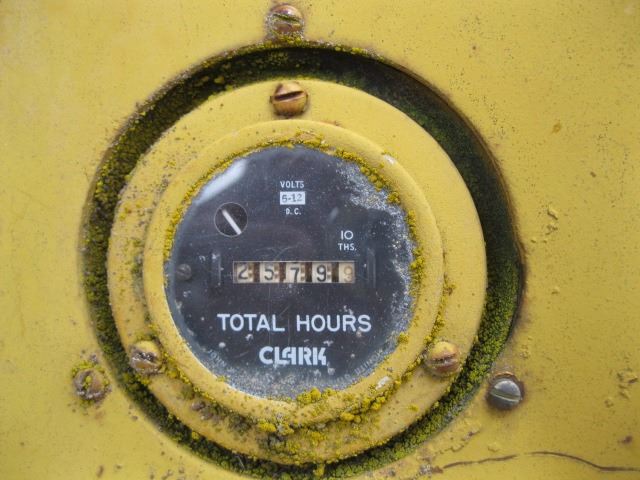 VOLTS
6-12
D.C.
10
THS.
25799
TOTAL HOURS
CLARK